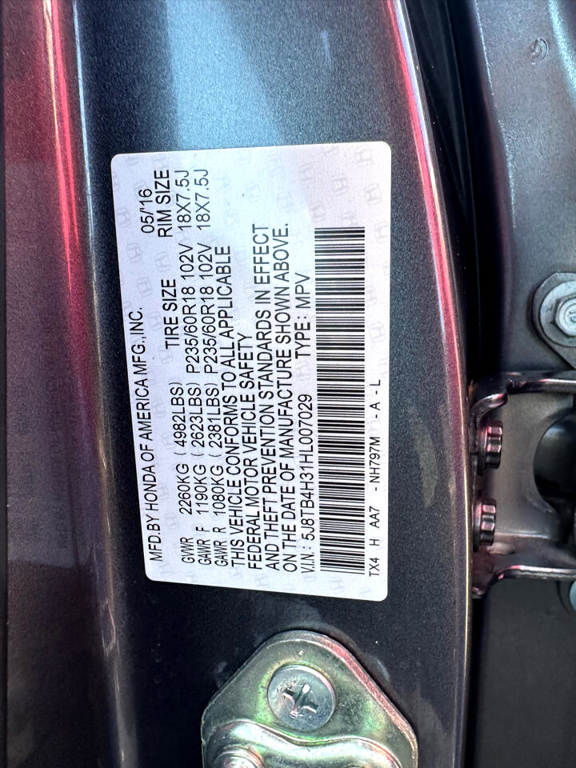 MFD.BY HONDA OF AMERICA MFG.,INC. 05/'16
TIRE SIZE RIM SIZE
GVWR 2260KG ( 4982LBS)
GAWR F 1190KG ( 2623LBS) P235/60R18 102V 18X7.5J
GAWR R 1080KG ( 2381LBS) P235/60R18 102V 18X7.5J
THIS VEHICLE CONFORMS TO ALL APPLICABLE
FEDERAL MOTOR VEHICLE SAFETY
AND THEFT PREVENTION STANDARDS IN EFFECT
ON THE DATE OF MANUFACTURE SHOWN ABOVE.
V.I.N.: 5J8TB4H31HL007029 TYPE: MPV
TX4 H AA7 - NH797M - A - L